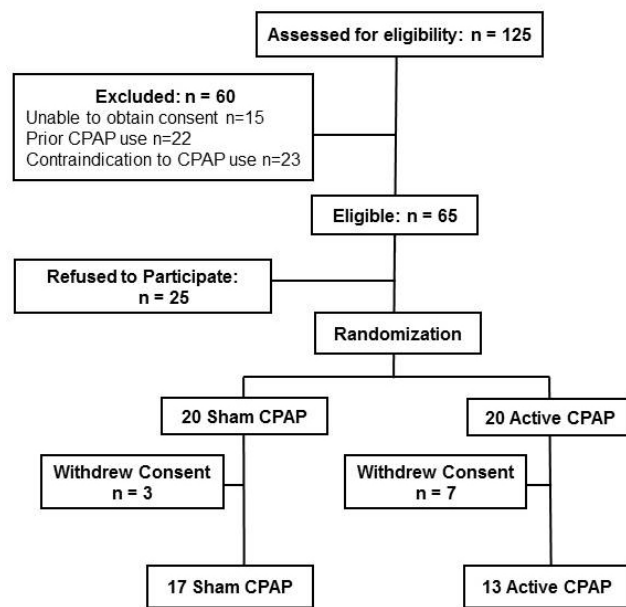 Assessed for eligibility: n = 125
Excluded: n = 60
Unable to obtain consent n=15
Prior CPAP use n=22
Contraindication to CPAP use n=23
Eligible: n = 65
Refused to Participate:
n = 25
Randomization
20 Sham CPAP
20 Active CPAP
Withdrew Consent
n = 3
Withdrew Consent
n = 7
17 Sham CPAP
13 Active CPAP